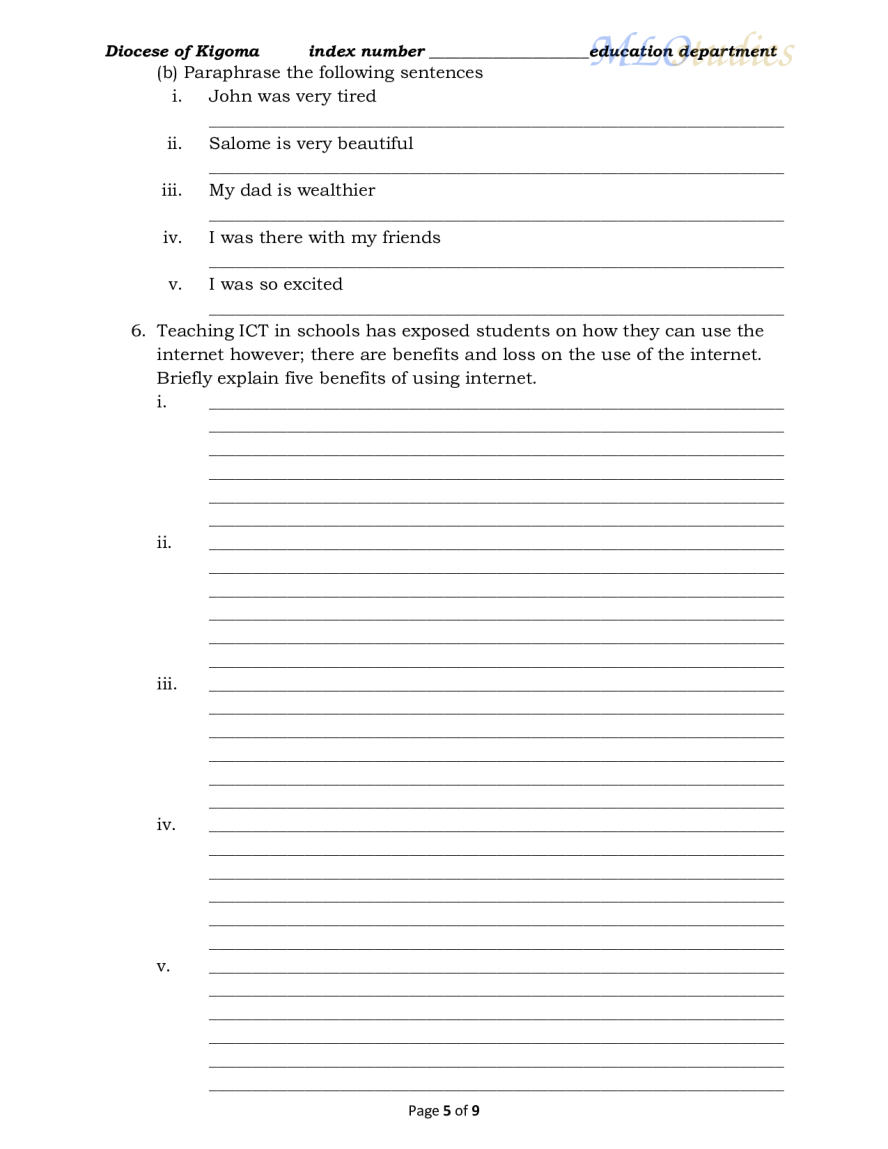 Diocese of Kigoma index number ____________________education department
MLOtudies
(b) Paraphrase the following sentences
i. John was very tired
ii. Salome is very beautiful
iii. My dad is wealthier
iv. I was there with my friends
v. I was so excited
6. Teaching ICT in schools has exposed students on how they can use the
internet however; there are benefits and loss on the use of the internet.
Briefly explain five benefits of using internet.
i.
ii.
iii.
iv.
v.
Page 5 of 9